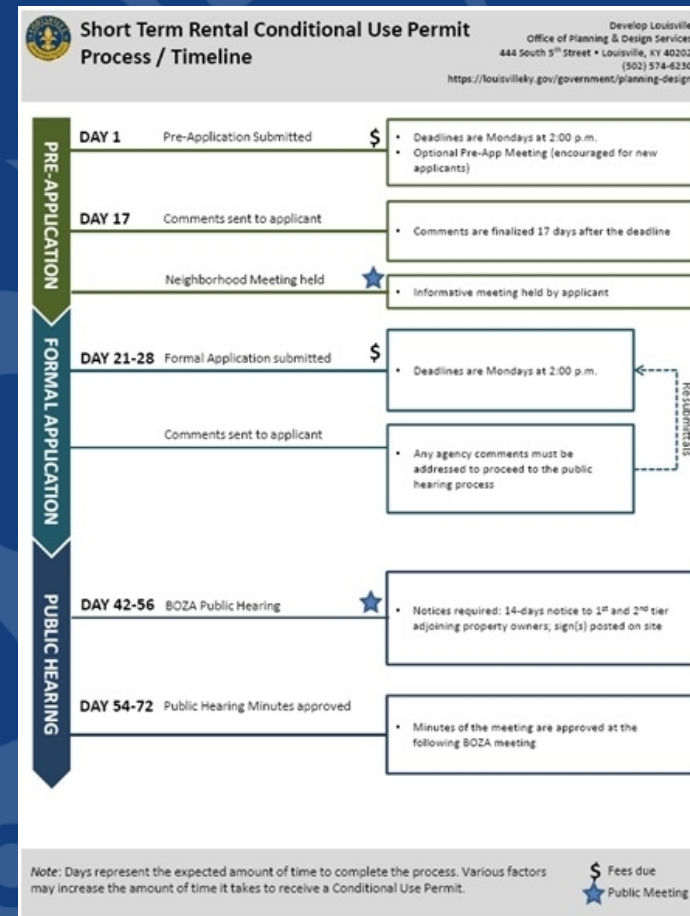 Short Term Rental Conditional Use Permit
Process / Timeline
Develop Louisville
Office of Planning & Design Services
444 South 5th Street • Louisville, KY 40202
(502) 574-6230
https://louisvilleky.gov/government/planning-design
PRE-APPLICATION
DAY 1 Pre-Application Submitted $
• Deadlines are Mondays at 2:00 p.m.
• Optional Pre-App Meeting (encouraged for new
applicants)
DAY 17 Comments sent to applicant
• Comments are finalized 17 days after the deadline
Neighborhood Meeting held
• Informative meeting held by applicant
FORMAL APPLICATION
DAY 21-28 Formal Application submitted $
• Deadlines are Mondays at 2:00 p.m.
Comments sent to applicant
• Any agency comments must be
addressed to proceed to the public
hearing process
Resubmittals
PUBLIC HEARING
DAY 42-56 BOZA Public Hearing
• Notices required: 14-days notice to 1st and 2nd tier
adjoining property owners; sign(s) posted on site
DAY 54-72 Public Hearing Minutes approved
• Minutes of the meeting are approved at the
following BOZA meeting
Note: Days represent the expected amount of time to complete the process. Various factors
may increase the amount of time it takes to receive a Conditional Use Permit.
$ Fees due
Public Meeting